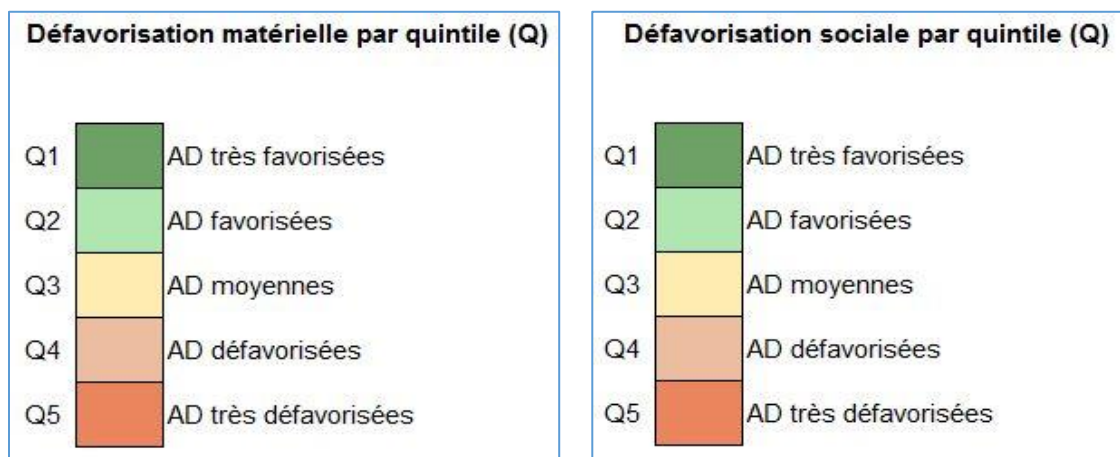 Défavorisation matérielle par quintile (Q)
Q1 AD très favorisées
Q2 AD favorisées
Q3 AD moyennes
Q4 AD défavorisées
Q5 AD très défavorisées
Défavorisation sociale par quintile (Q)
Q1 AD très favorisées
Q2 AD favorisées
Q3 AD moyennes
Q4 AD défavorisées
Q5 AD très défavorisées